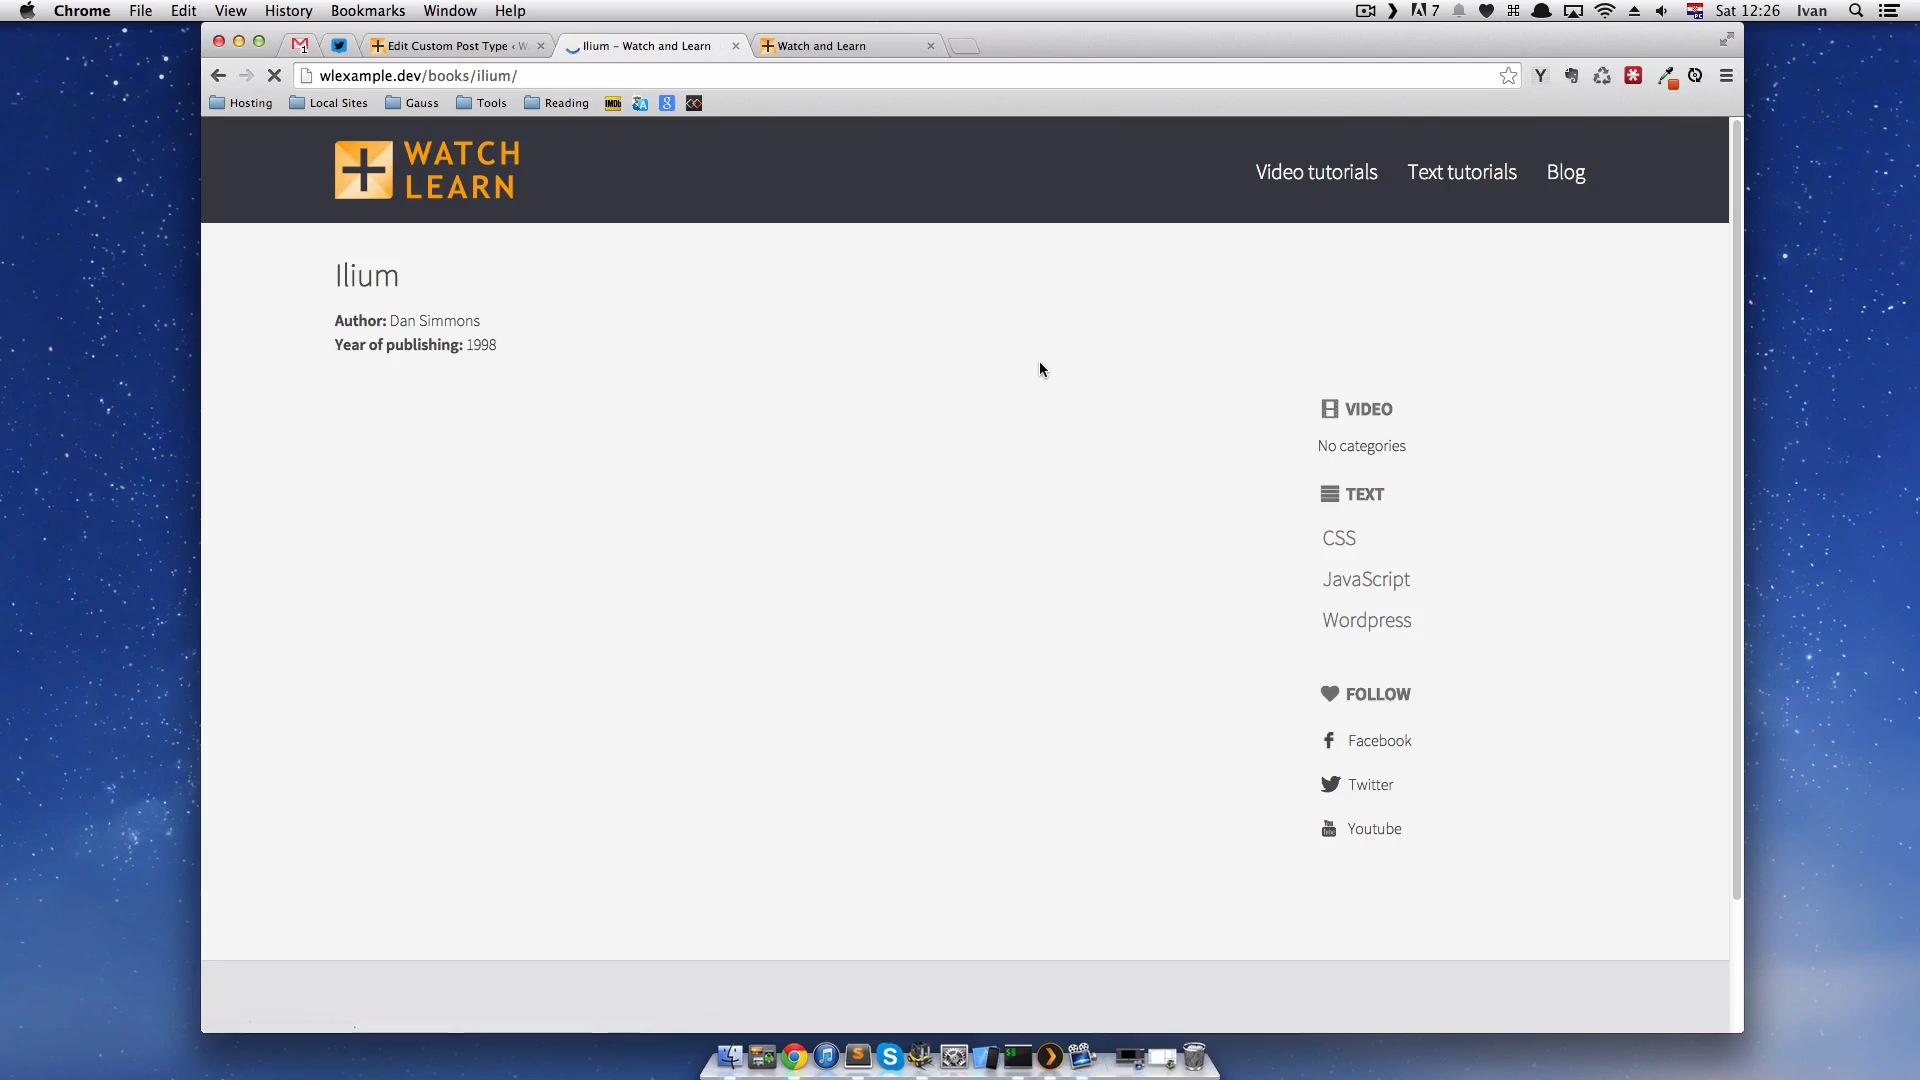 Chrome File Edit View History Bookmarks Window Help
7 Sat 12:26 Ivan
Edit Custom Post Type ‹ W
Ilium – Watch and Learn
Watch and Learn
wlexample.dev/books/ilium/
Hosting Local Sites Gauss Tools Reading IMDb
WATCH
LEARN
Video tutorials Text tutorials Blog
Ilium
Author: Dan Simmons
Year of publishing: 1998
VIDEO
No categories
TEXT
CSS
JavaScript
Wordpress
FOLLOW
Facebook
Twitter
Youtube